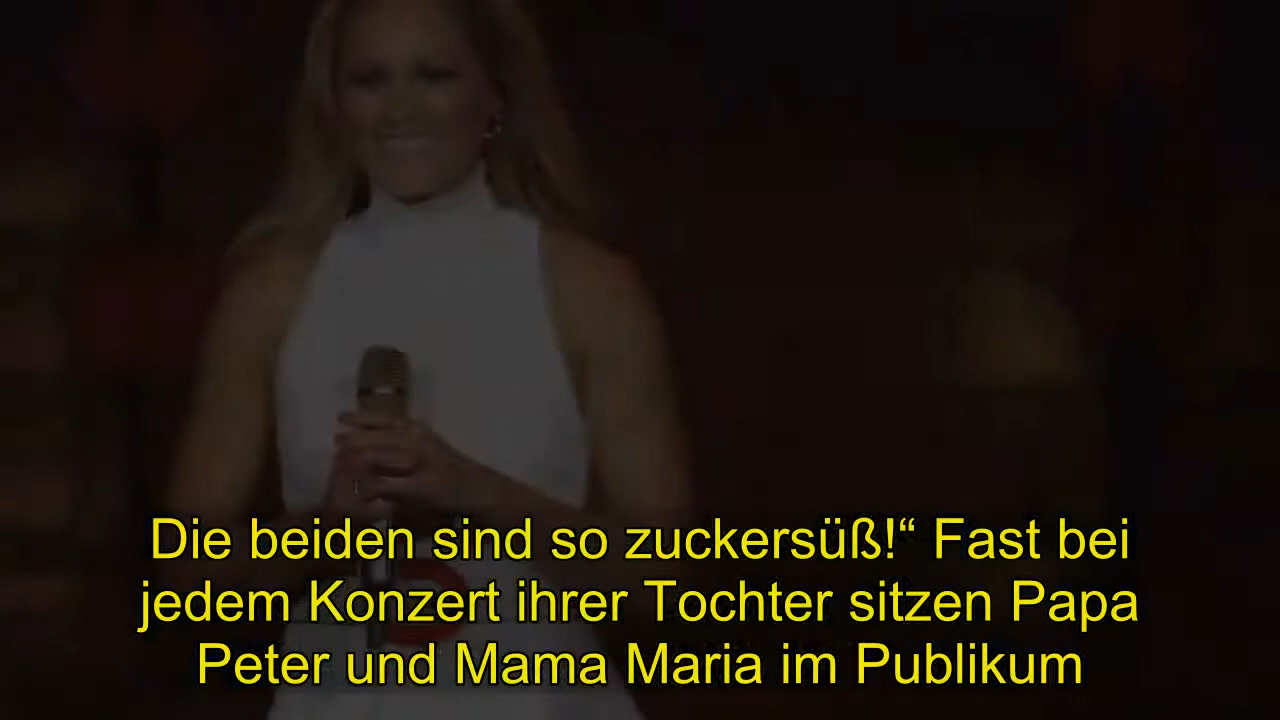 Die beiden sind so zuckersüß!“ Fast bei
jedem Konzert ihrer Tochter sitzen Papa
Peter und Mama Maria im Publikum